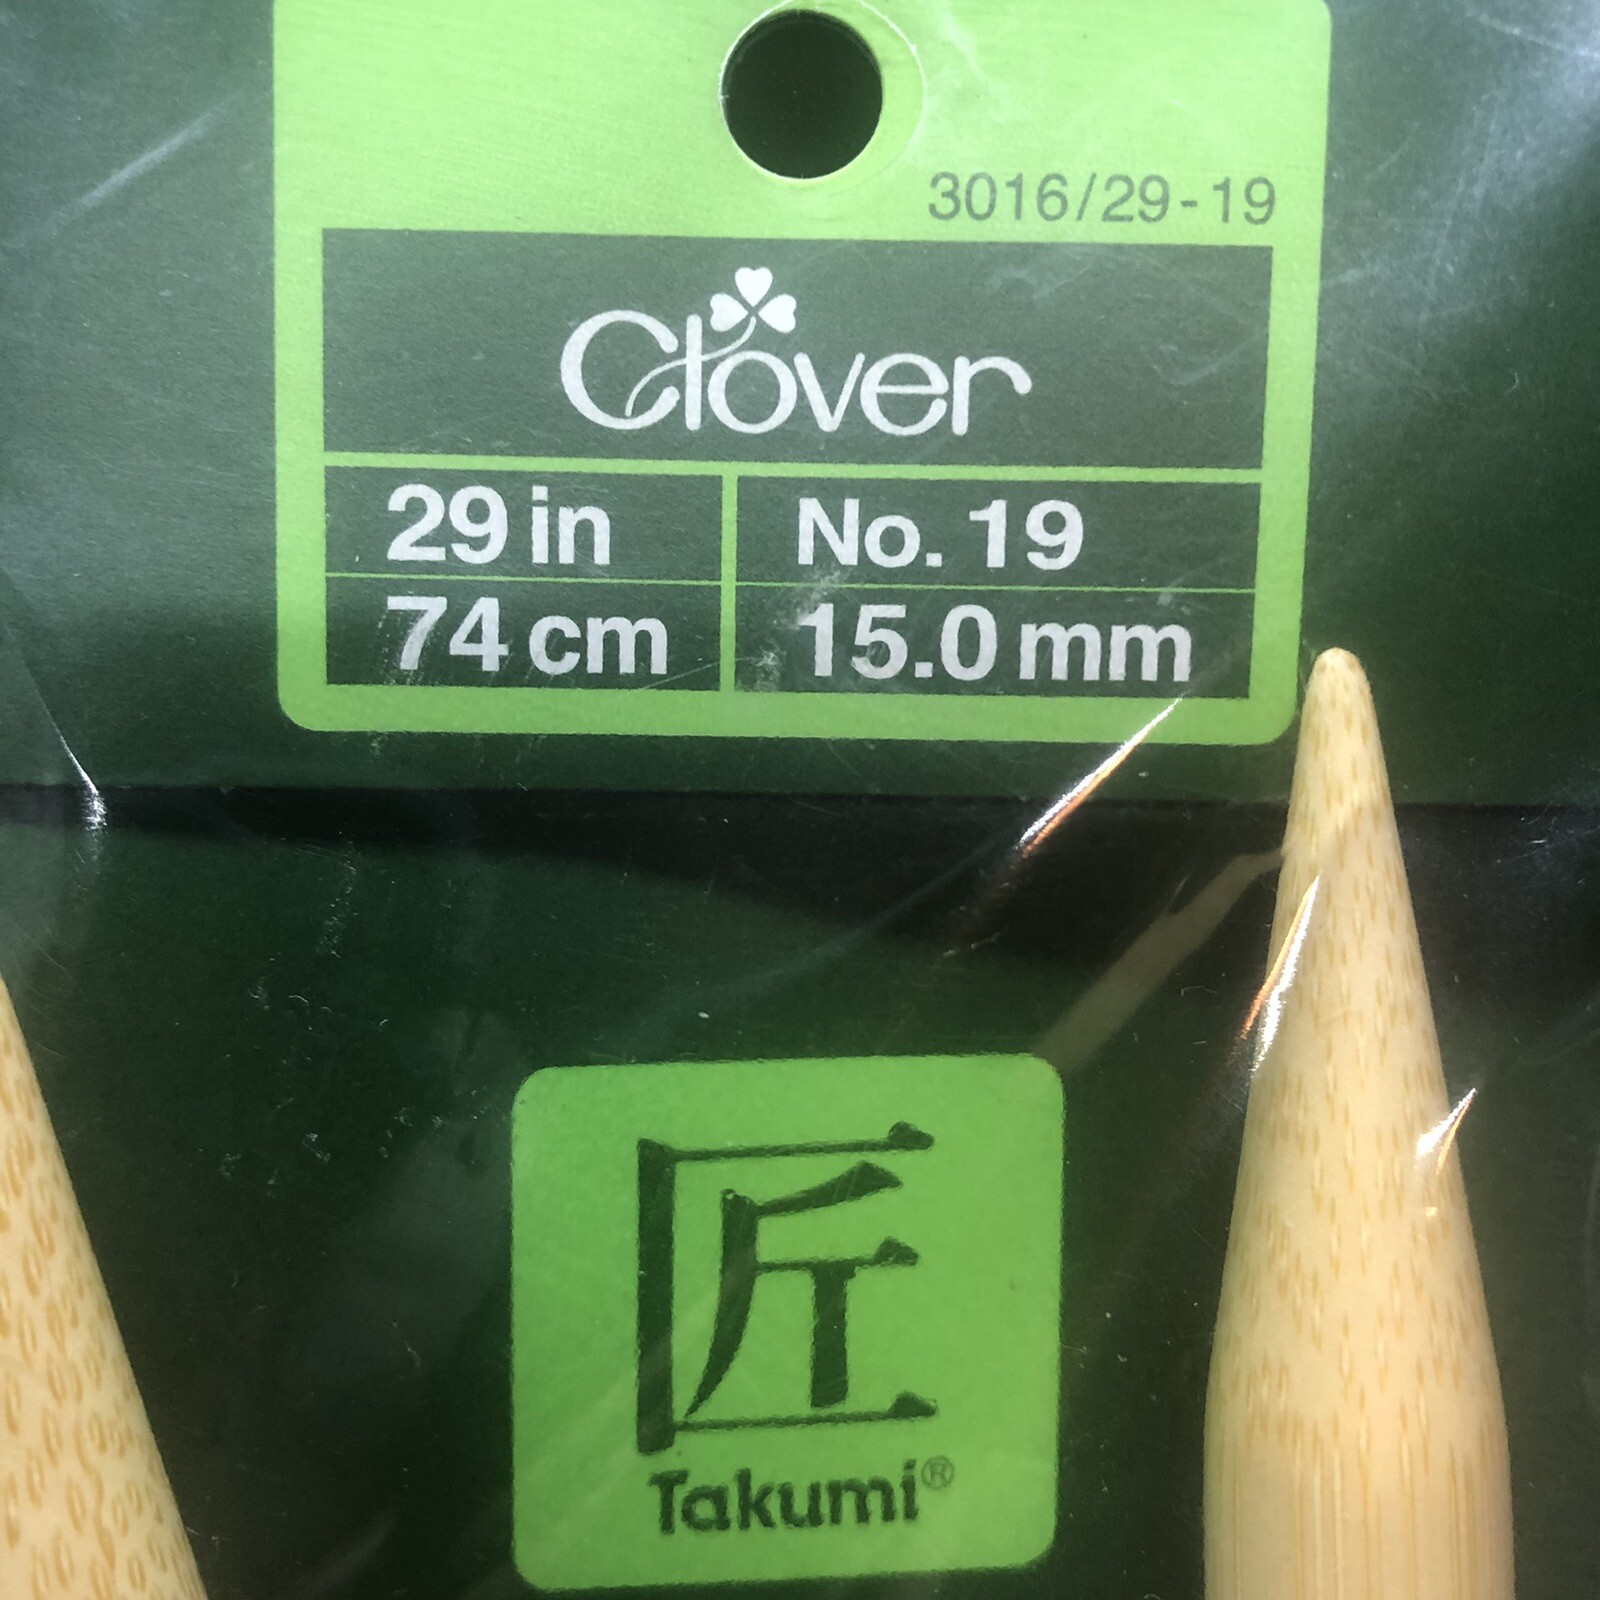 3016/29-19
Clover
29 in
No. 19
74 cm
15.0 mm
匠
Takumi®